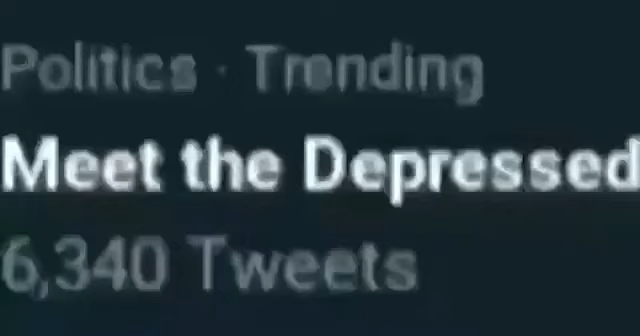 Politics · Trending
Meet the Depressed
6,340 Tweets